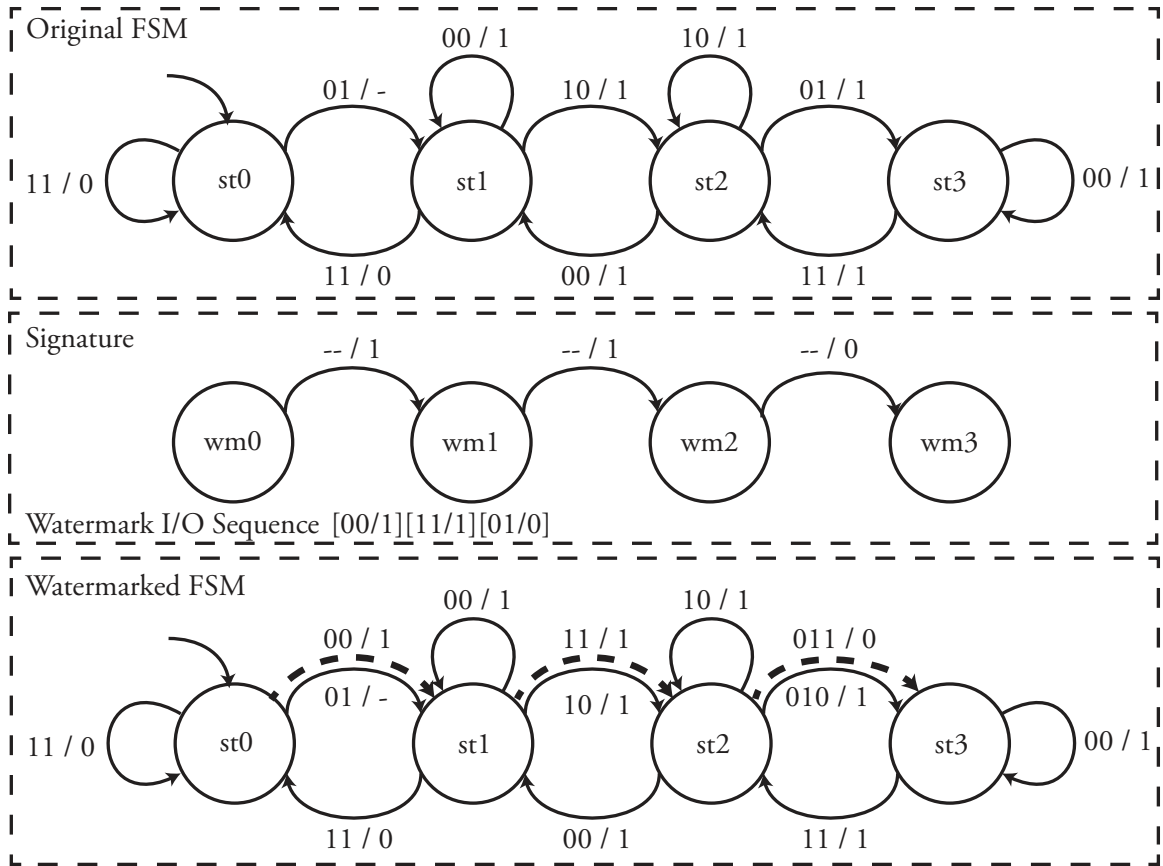 Original FSM
00 / 1
10 / 1
01 / -
10 / 1
01 / 1
11 / 0
st0
st1
st2
st3
00 / 1
11 / 0
00 / 1
11 / 1
Signature
-- / 1
-- / 1
-- / 0
wm0
wm1
wm2
wm3
Watermark I/O Sequence [00/1][11/1][01/0]
Watermarked FSM
00 / 1
10 / 1
00 / 1
11 / 1
011 / 0
01 / -
10 / 1
010 / 1
11 / 0
st0
st1
st2
st3
00 / 1
11 / 0
00 / 1
11 / 1